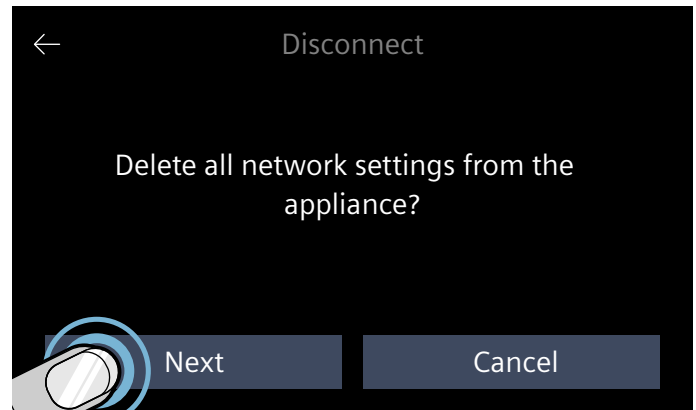 Disconnect
Delete all network settings from the
appliance?
Next
Cancel